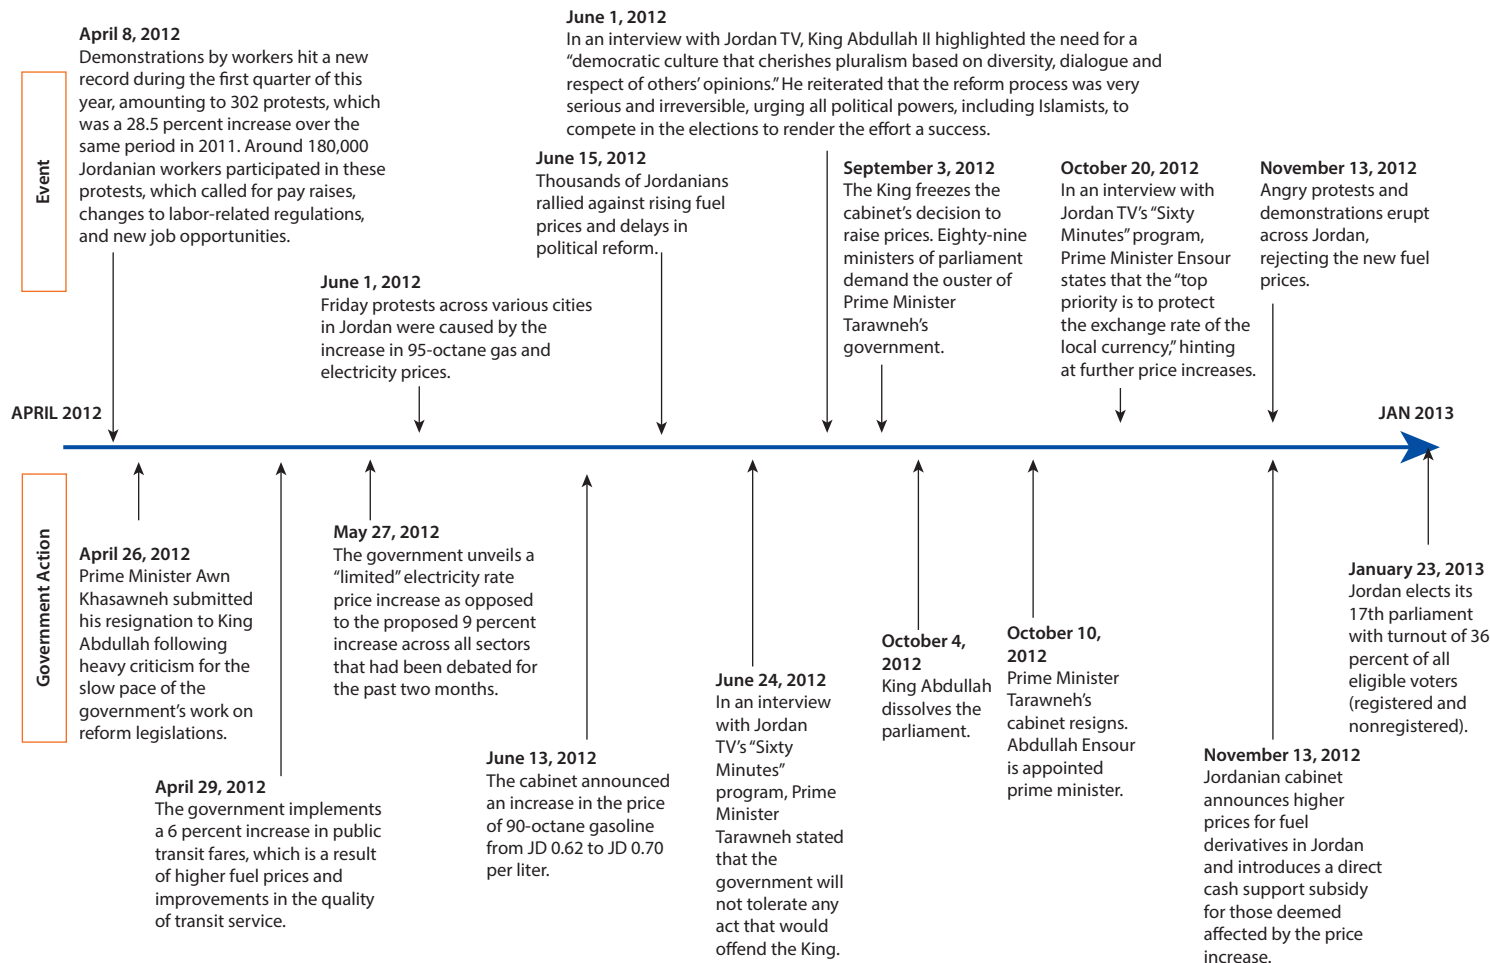 April 8, 2012
Demonstrations by workers hit a new
record during the first quarter of this
year, amounting to 302 protests, which
was a 28.5 percent increase over the
same period in 2011. Around 180,000
Jordanian workers participated in these
protests, which called for pay raises,
changes to labor-related regulations,
and new job opportunities.
June 1, 2012
Friday protests across various cities
in Jordan were caused by the
increase in 95-octane gas and
electricity prices.
June 15, 2012
Thousands of Jordanians
rallied against rising fuel
prices and delays in
political reform.
June 1, 2012
In an interview with Jordan TV, King Abdullah II highlighted the need for a
“democratic culture that cherishes pluralism based on diversity, dialogue and
respect of others’ opinions.” He reiterated that the reform process was very
serious and irreversible, urging all political powers, including Islamists, to
compete in the elections to render the effort a success.
September 3, 2012
The King freezes the
cabinet’s decision to
raise prices. Eighty-nine
ministers of parliament
demand the ouster of
Prime Minister
Tarawneh’s
government.
October 20, 2012
In an interview with
Jordan TV’s “Sixty
Minutes” program,
Prime Minister Ensour
states that the “top
priority is to protect
the exchange rate of the
local currency,” hinting
at further price increases.
November 13, 2012
Angry protests and
demonstrations erupt
across Jordan,
rejecting the new fuel
prices.
Event
APRIL 2012
JAN 2013
Government Action
April 26, 2012
Prime Minister Awn
Khasawneh submitted
his resignation to King
Abdullah following
heavy criticism for the
slow pace of the
government’s work on
reform legislations.
April 29, 2012
The government implements
a 6 percent increase in public
transit fares, which is a result
of higher fuel prices and
improvements in the quality
of transit service.
May 27, 2012
The government unveils a
“limited” electricity rate
price increase as opposed
to the proposed 9 percent
increase across all sectors
that had been debated for
the past two months.
June 13, 2012
The cabinet announced
an increase in the price
of 90-octane gasoline
from JD 0.62 to JD 0.70
per liter.
June 24, 2012
In an interview
with Jordan
TV’s “Sixty
Minutes”
program, Prime
Minister
Tarawneh stated
that the
government will
not tolerate any
act that would
offend the King.
October 4,
2012
King Abdullah
dissolves the
parliament.
October 10,
2012
Prime Minister
Tarawneh’s
cabinet resigns.
Abdullah Ensour
is appointed
prime minister.
November 13, 2012
Jordanian cabinet
announces higher
prices for fuel
derivatives in Jordan
and introduces a direct
cash support subsidy
for those deemed
affected by the price
increase.
January 23, 2013
Jordan elects its
17th parliament
with turnout of 36
percent of all
eligible voters
(registered and
nonregistered).